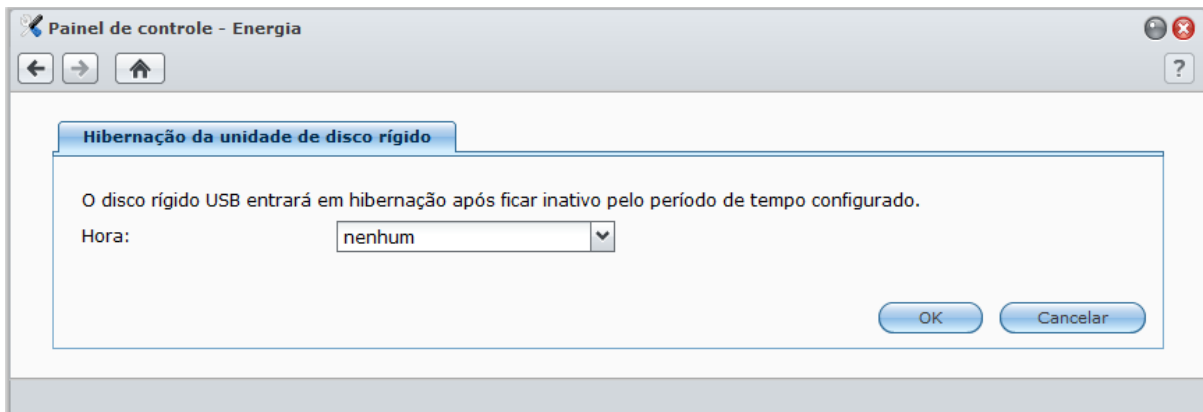 Painel de controle - Energia
?
Hibernação da unidade de disco rígido
O disco rígido USB entrará em hibernação após ficar inativo pelo período de tempo configurado.
Hora: nenhum
OK Cancelar